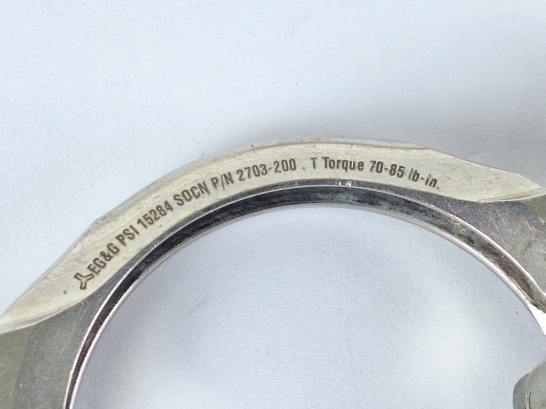 EG&G PSI 15284 SOCN P/N 2703-200 . T Torque 70-85 lb-in.